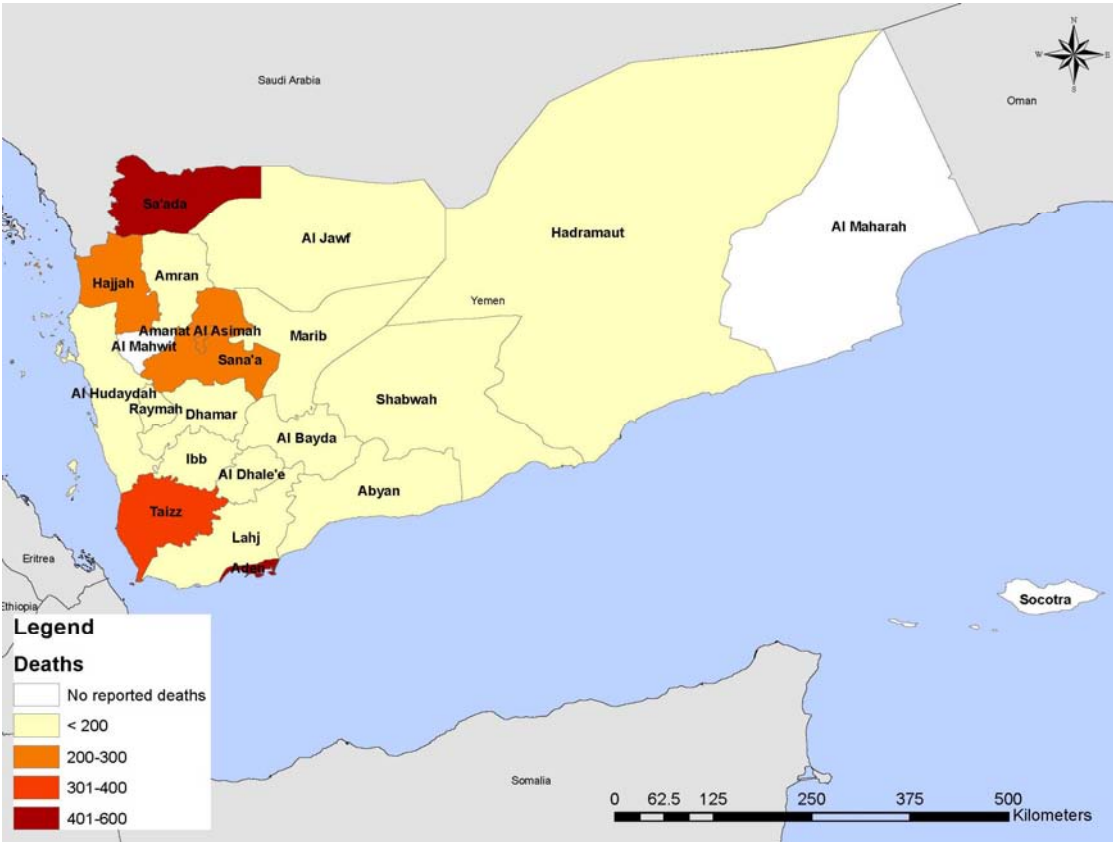 N
W E
S
Saudi Arabia
Oman
Sa'ada
Al Jawf
Hadramaut
Al Maharah
Hajjah
Amran
Yemen
Amanat Al Asimah
Marib
Al Mahwit
Sana'a
Al Hudaydah
Shabwah
Raymah
Dhamar
Al Bayda
Ibb
Al Dhale'e
Abyan
Taizz
Lahj
Eritrea
Aden
Socotra
Ethiopia
Legend
Deaths
No reported deaths
< 200
200-300
301-400
401-600
Somalia
0 62.5 125 250 375 500
Kilometers